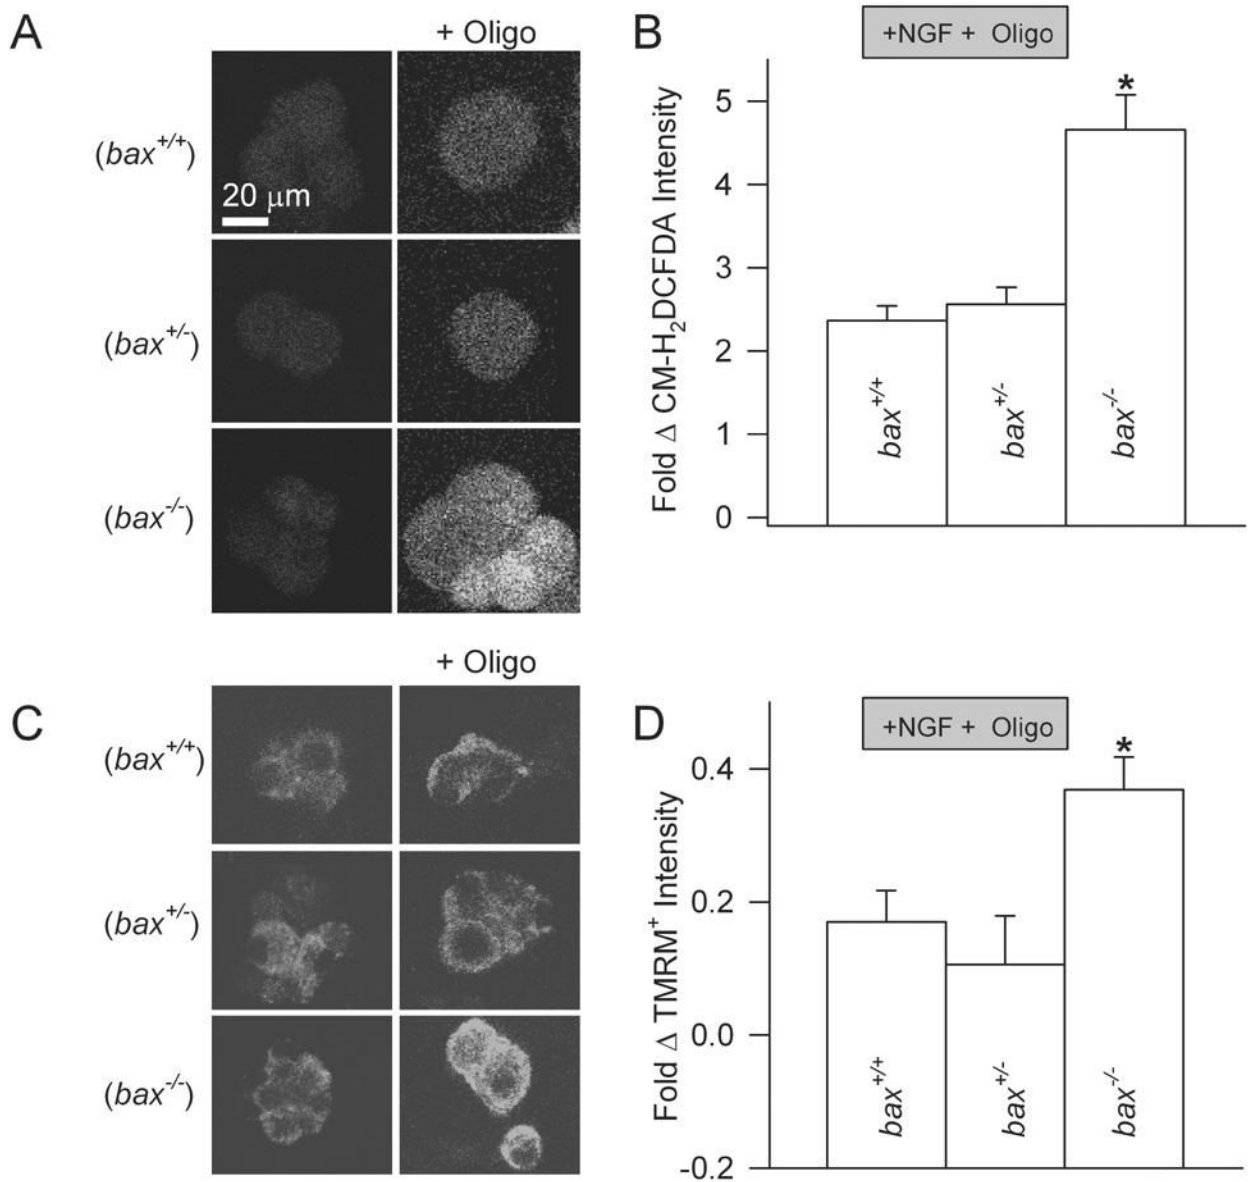 A
+ Oligo
(bax+/+)
20 μm
(bax+/-)
(bax-/-)
B
+NGF + Oligo
Fold Δ CM-H2DCFDA Intensity
5
4
3
2
1
0
*
bax+/+
bax+/-
bax-/-
C
+ Oligo
(bax+/+)
(bax+/-)
(bax-/-)
D
+NGF + Oligo
Fold Δ TMRM+ Intensity
0.4
0.2
0.0
-0.2
*
bax+/+
bax+/-
bax-/-